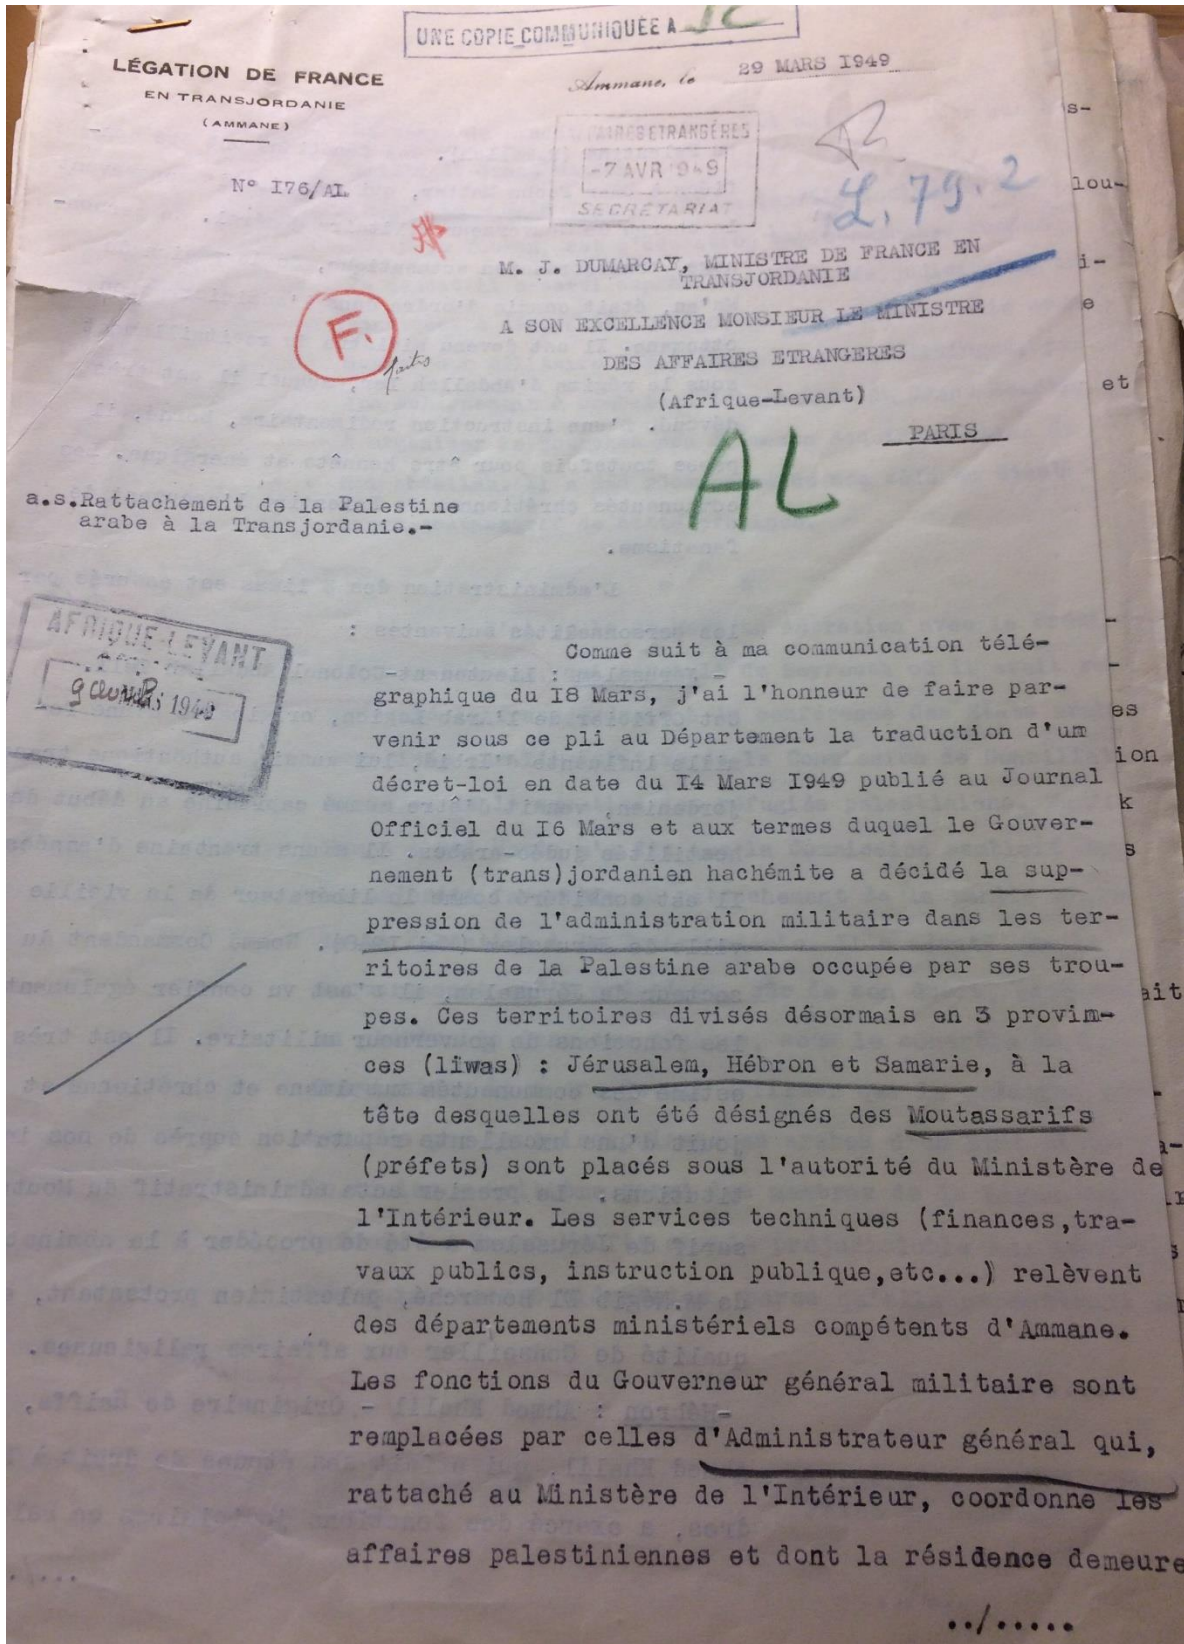 UNE COPIE COMMUNIQUÉE A
LÉGATION DE FRANCE
EN TRANSJORDANIE
(AMMANE)
Ammane, le 29 MARS I949
N° I76/AL
AFFAIRES ETRANGÈRES
-7 AVR 1949
SECRÉTARIAT
L. 79. 2
M. J. DUMARCAY, MINISTRE DE FRANCE EN
TRANSJORDANIE
A SON EXCELLENCE MONSIEUR LE MINISTRE
DES AFFAIRES ETRANGERES
(Afrique-Levant)
PARIS
F.
AL
a.s.Rattachement de la Palestine
arabe à la Transjordanie.-
AFRIQUE-LEVANT
1949
Comme suit à ma communication télé-
graphique du I8 Mars, j'ai l'honneur de faire par-
venir sous ce pli au Département la traduction d'um
décret-loi en date du I4 Mars I949 publié au Journal
Officiel du I6 Mars et aux termes duquel le Gouver-
nement (trans)jordanien hachémite a décidé la sup-
pression de l'administration militaire dans les ter-
ritoires de la Palestine arabe occupée par ses trou-
pes. Ces territoires divisés désormais en 3 provim-
ces (liwas) : Jérusalem, Hébron et Samarie, à la
tête desquelles ont été désignés des Moutassarifs
(préfets) sont placés sous l'autorité du Ministère de
l'Intérieur. Les services techniques (finances,tra-
vaux publics, instruction publique,etc...) relèvent
des départements ministériels compétents d'Ammane.
Les fonctions du Gouverneur général militaire sont
remplacées par celles d'Administrateur général qui,
rattaché au Ministère de l'Intérieur, coordonne les
affaires palestiniennes et dont la résidence demeure
../.....